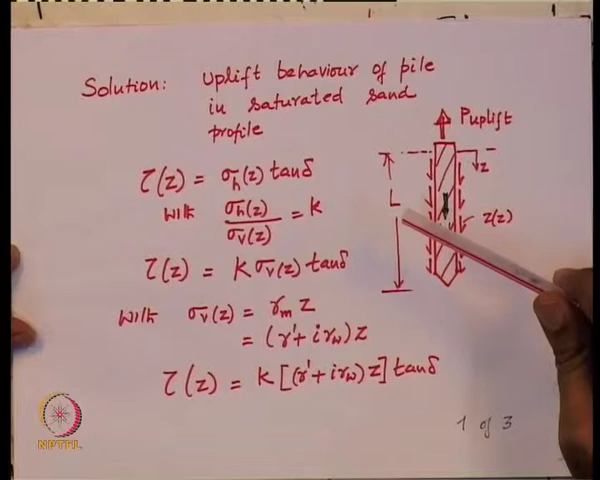 Solution: Uplift behaviour of pile
in saturated sand
profile
Puplift
τ(z) = σh(z) tanδ
z
with σh(z)/σv(z) = K
L
τ(z)
τ(z) = K σv(z) tanδ
with σv(z) = γm z
= (γ' + iγw) z
τ(z) = K [(γ' + iγw) z] tanδ
1 of 3
NPTEL